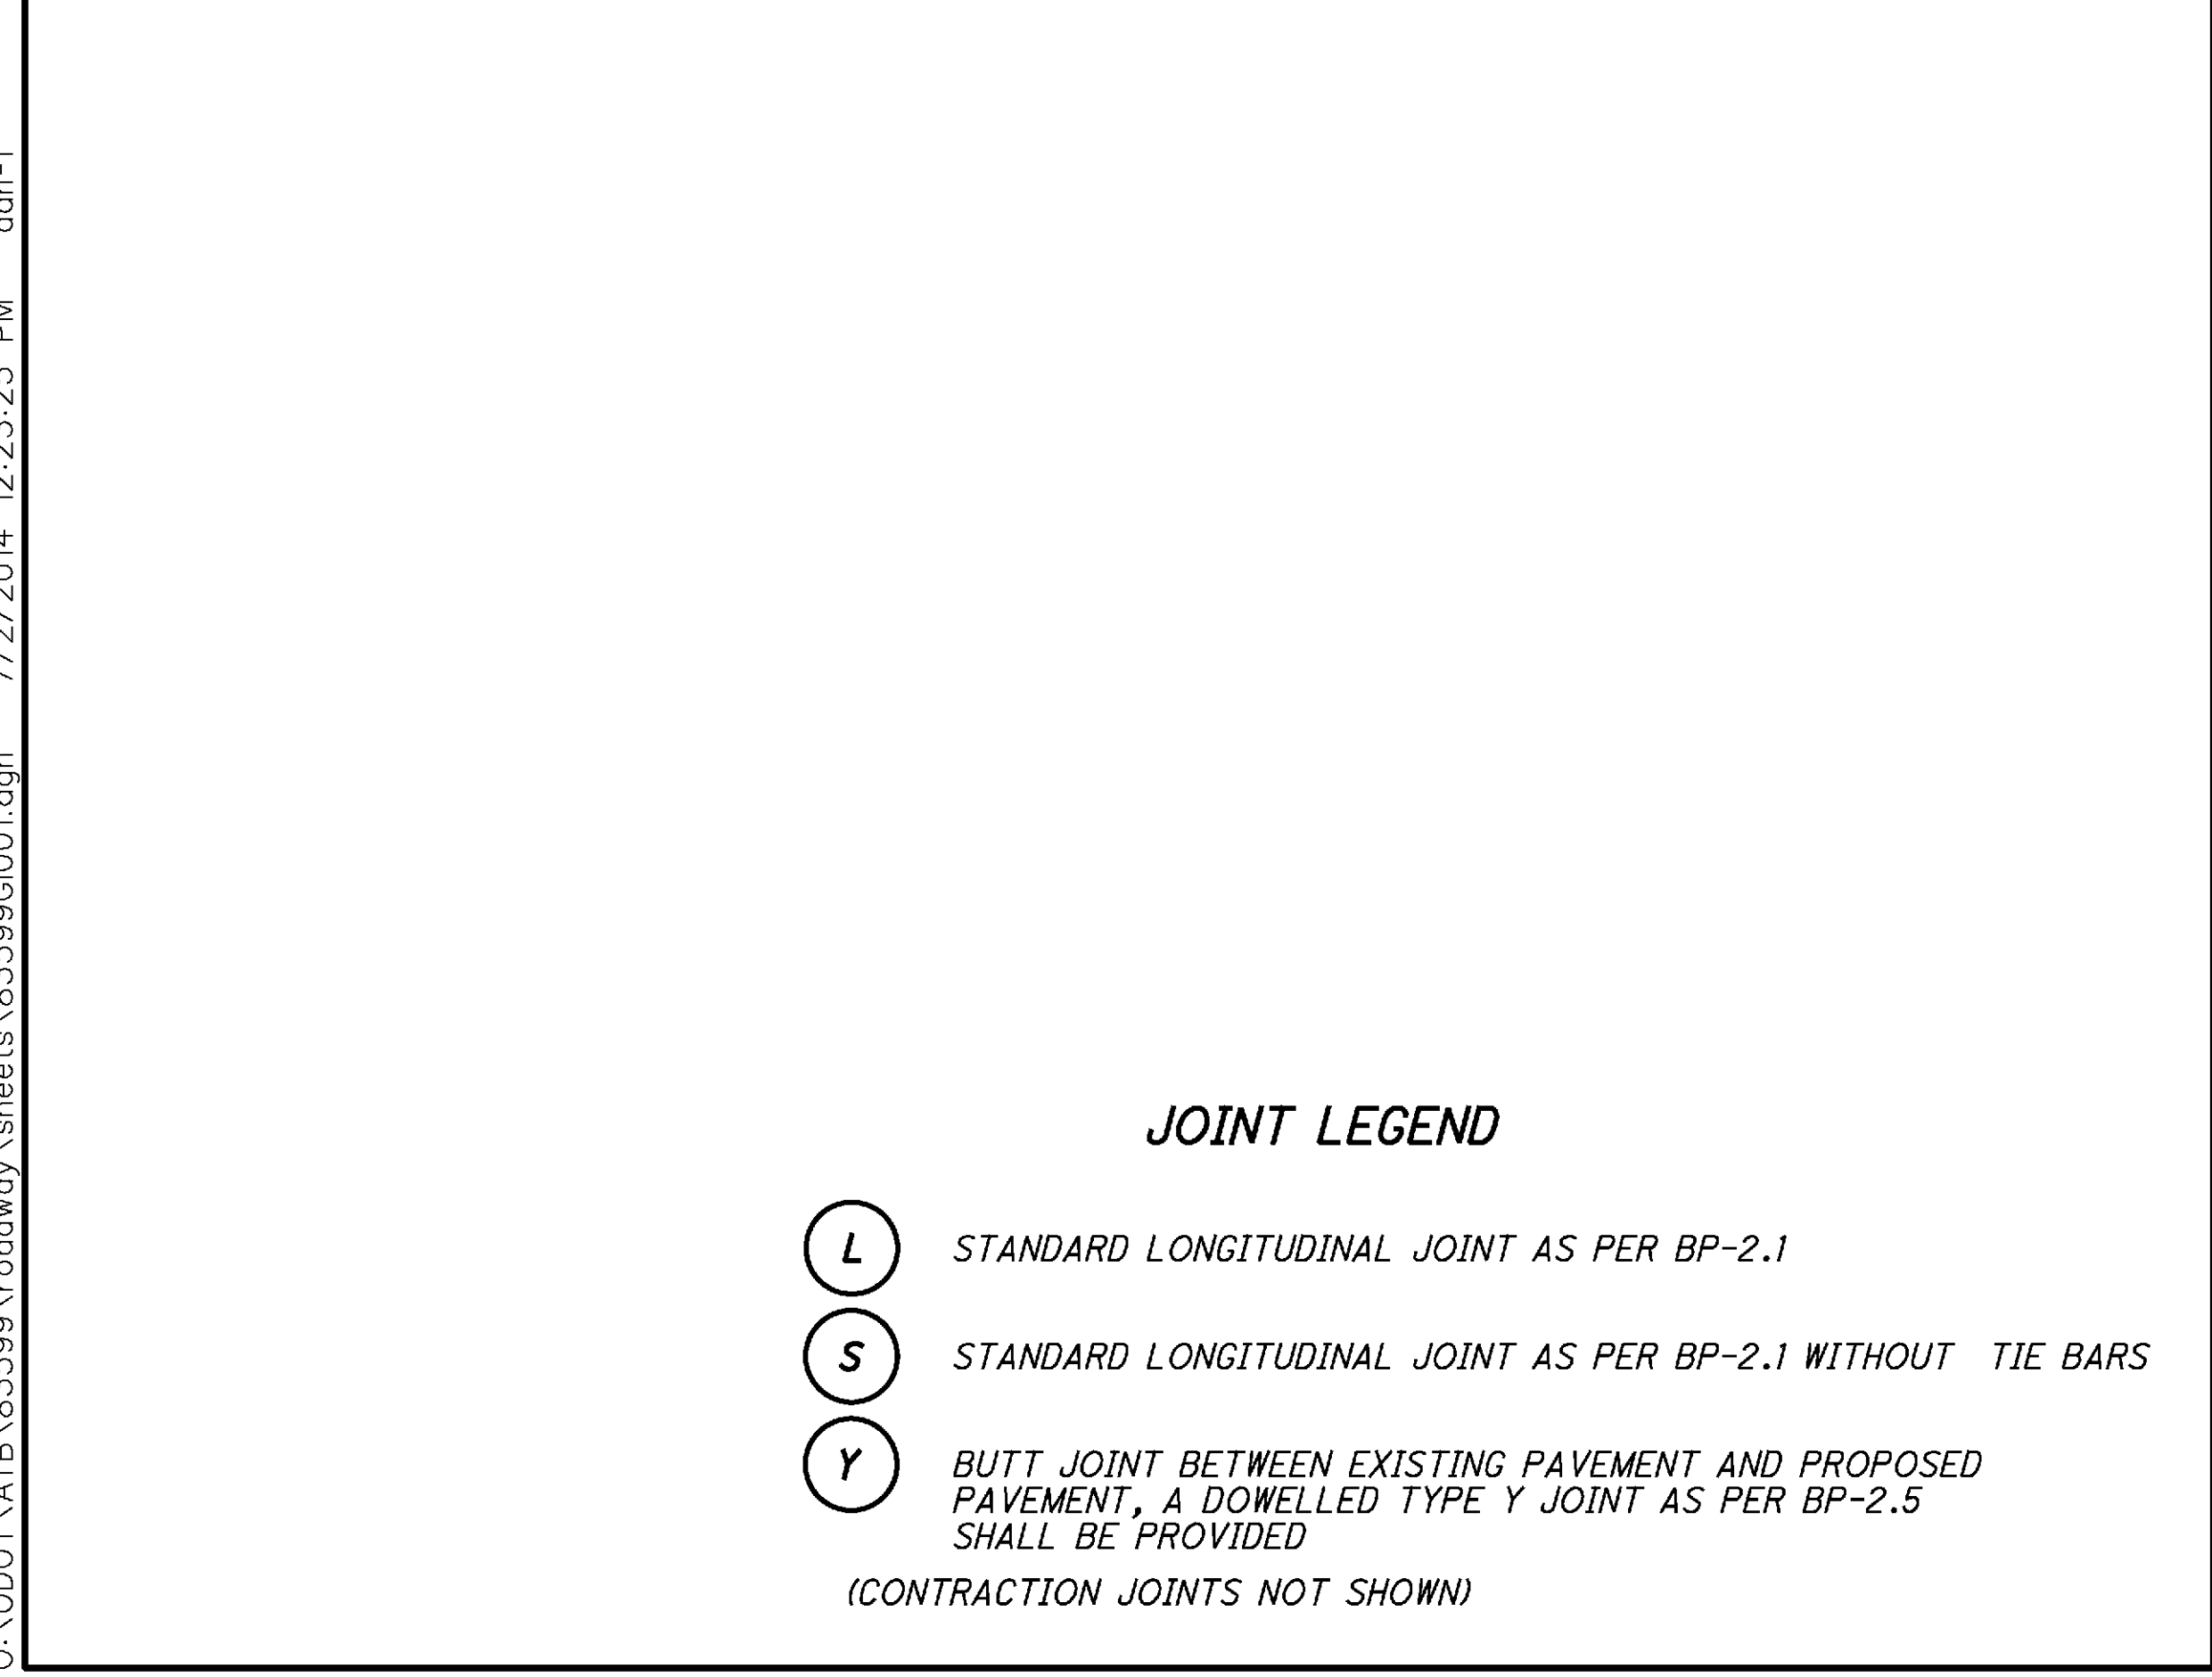 JOINT LEGEND
L STANDARD LONGITUDINAL JOINT AS PER BP-2.1
S STANDARD LONGITUDINAL JOINT AS PER BP-2.1 WITHOUT TIE BARS
Y BUTT JOINT BETWEEN EXISTING PAVEMENT AND PROPOSED
PAVEMENT, A DOWELLED TYPE Y JOINT AS PER BP-2.5
SHALL BE PROVIDED
(CONTRACTION JOINTS NOT SHOWN)